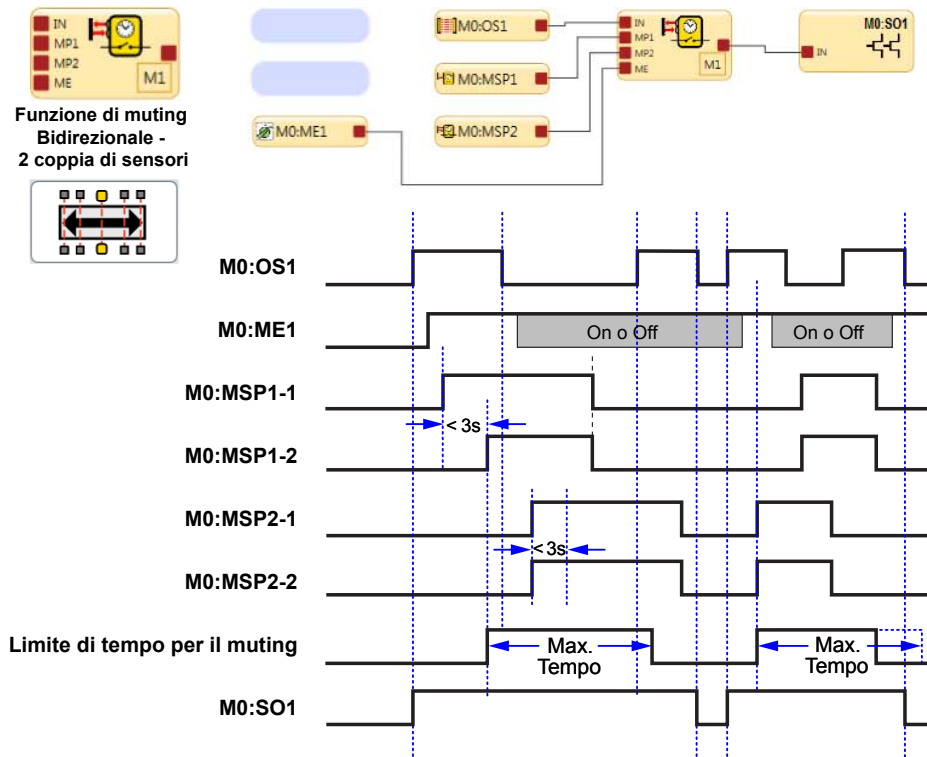 IN
MP1
MP2
ME
M1
Funzione di muting
Bidirezionale -
2 coppia di sensori
M0:ME1
M0:OS1
M0:MSP1
M0:MSP2
IN
MP1
MP2
ME
M1
M0:SO1
IN
M0:OS1
M0:ME1
On o Off
On o Off
M0:MSP1-1
< 3s
M0:MSP1-2
M0:MSP2-1
< 3s
M0:MSP2-2
Limite di tempo per il muting
Max.
Tempo
Max.
Tempo
M0:SO1